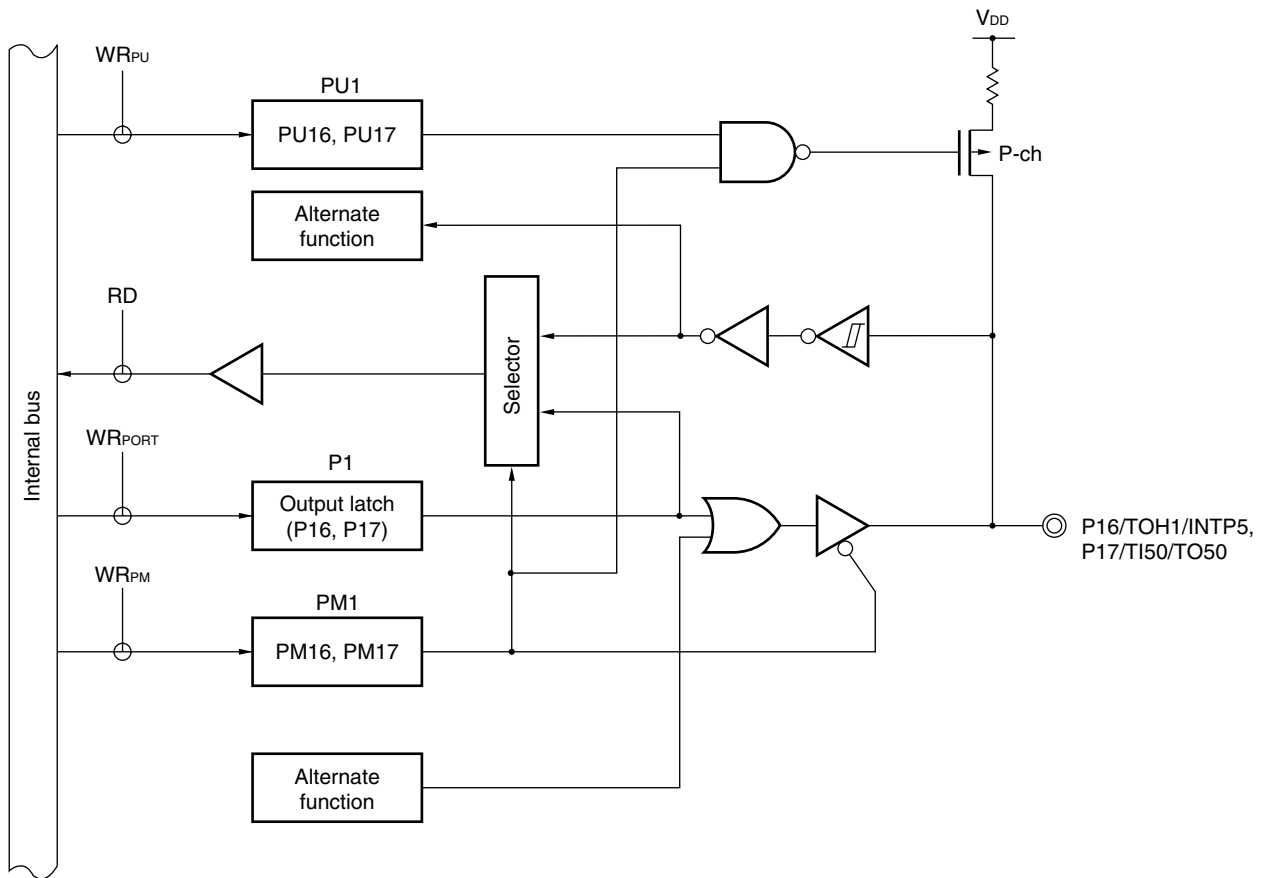 VDD
WRPU
PU1
PU16, PU17
P-ch
Alternate
function
RD
Selector
Internal bus
WRPORT
P1
Output latch
(P16, P17)
P16/TOH1/INTP5,
P17/TI50/TO50
WRPM
PM1
PM16, PM17
Alternate
function